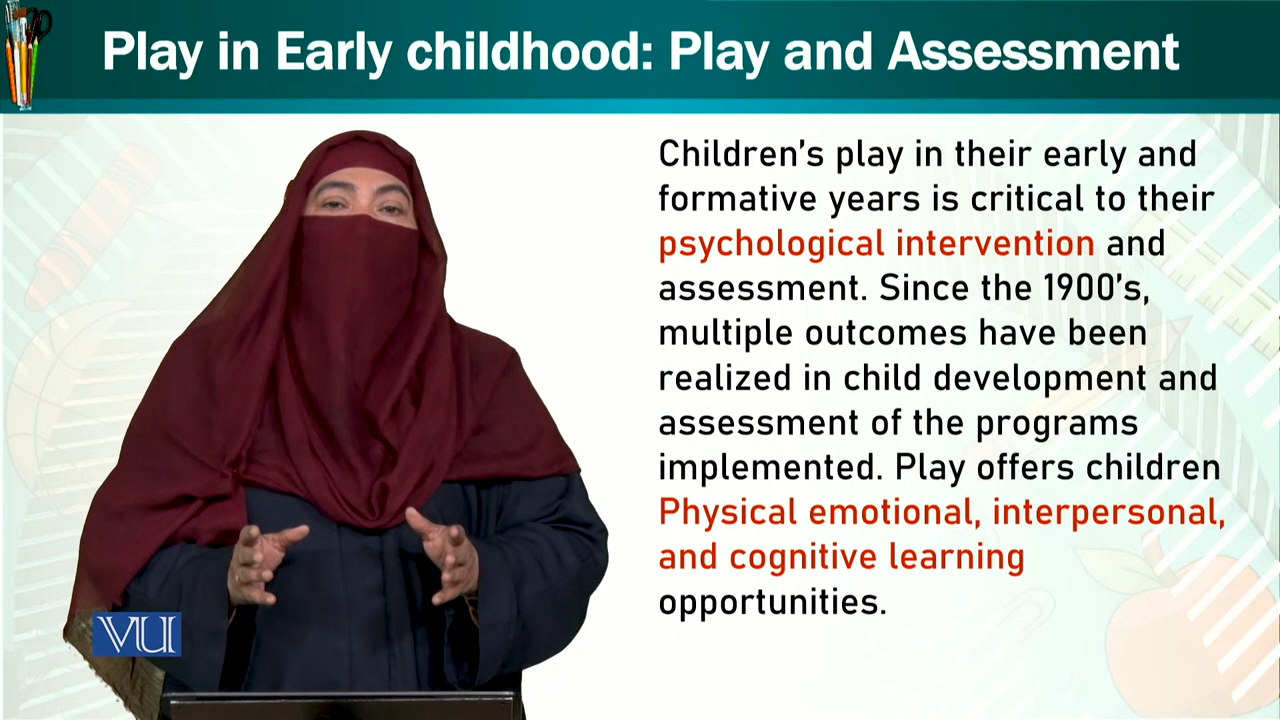 Play in Early childhood: Play and Assessment
Children's play in their early and
formative years is critical to their
psychological intervention and
assessment. Since the 1900's,
multiple outcomes have been
realized in child development and
assessment of the programs
implemented. Play offers children
Physical emotional, interpersonal,
and cognitive learning
opportunities.
VU